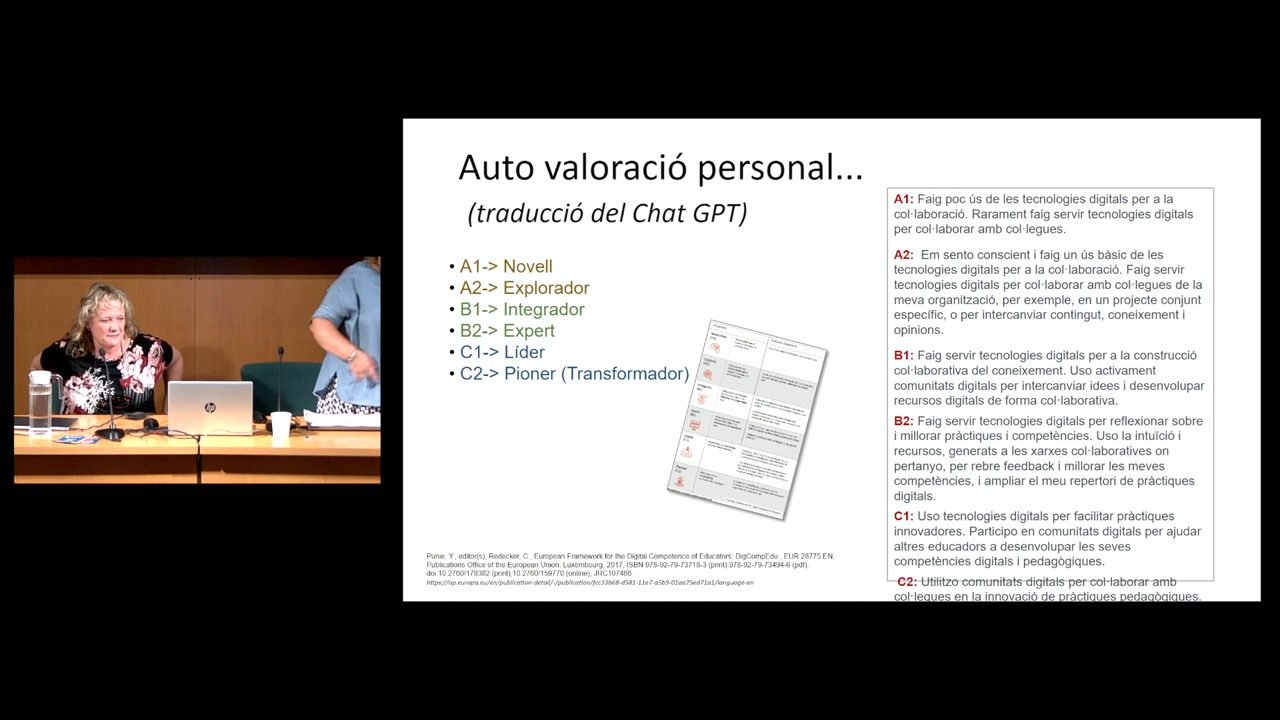 Auto valoració personal...
(traducció del Chat GPT)
• A1-> Novell
• A2-> Explorador
• B1-> Integrador
• B2-> Expert
• C1-> Líder
• C2-> Pioner (Transformador)
A1: Faig poc ús de les tecnologies digitals per a la
col·laboració. Rarament faig servir tecnologies digitals
per col·laborar amb col·legues.
A2: Em sento conscient i faig un ús bàsic de les
tecnologies digitals per a la col·laboració. Faig servir
tecnologies digitals per col·laborar amb col·legues de la
meva organització, per exemple, en un projecte conjunt
específic, o per intercanviar contingut, coneixement i
opinions.
B1: Faig servir tecnologies digitals per a la construcció
col·laborativa del coneixement. Uso activament
comunitats digitals per intercanviar idees i desenvolupar
recursos digitals de forma col·laborativa.
B2: Faig servir tecnologies digitals per reflexionar sobre
i millorar pràctiques i competències. Uso la intuïció i
recursos, generats a les xarxes col·laboratives on
pertanyo, per rebre feedback i millorar les meves
competències, i ampliar el meu repertori de pràctiques
digitals.
C1: Uso tecnologies digitals per facilitar pràctiques
innovadores. Participo en comunitats digitals per ajudar
altres educadors a desenvolupar les seves
competències digitals i pedagògiques.
C2: Utilitzo comunitats digitals per col·laborar amb
col·legues en la innovació de pràctiques pedagògiques.
Punie, Y., editor(s), Redecker, C., European Framework for the Digital Competence of Educators: DigCompEdu , EUR 28775 EN,
Publications Office of the European Union, Luxembourg, 2017, ISBN 978-92-79-73718-3 (print),978-92-79-73494-6 (pdf),
doi:10.2760/178382 (print),10.2760/159770 (online), JRC107466.
hp